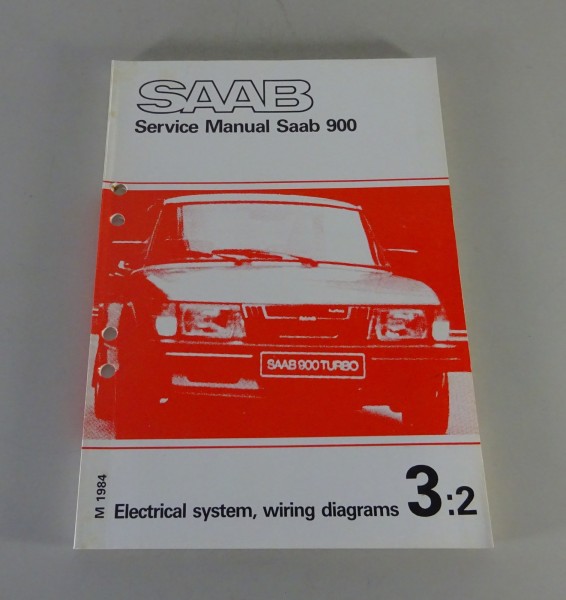 SAAB
Service Manual Saab 900
SAAB
SAAB 900 TURBO
M 1984
Electrical system, wiring diagrams 3:2